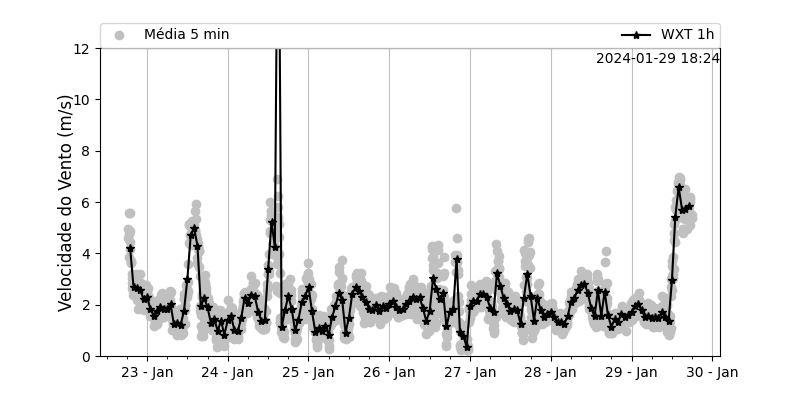 Média 5 min
WXT 1h
2024-01-29 18:24
Velocidade do Vento (m/s)
12
10
8
6
4
2
0
23 - Jan
24 - Jan
25 - Jan
26 - Jan
27 - Jan
28 - Jan
29 - Jan
30 - Jan